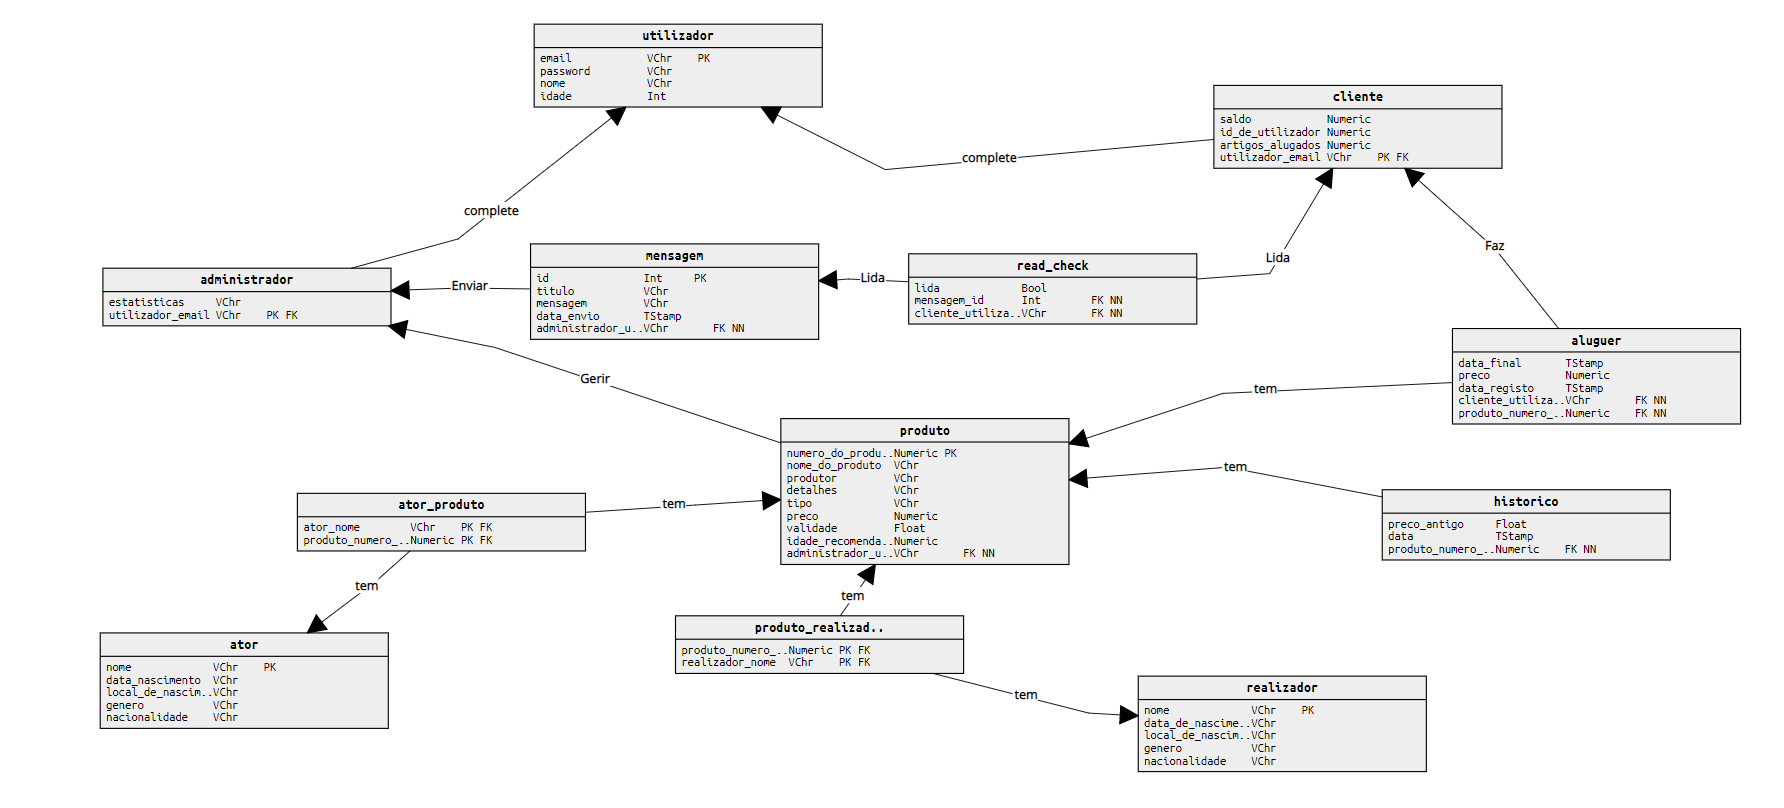 utilizador
email VChr PK
password VChr
nome VChr
idade Int
cliente
saldo Numeric
id_de_utilizador Numeric
artigos_alugados Numeric
utilizador_email VChr PK FK
complete
complete
administrador
estatisticas VChr
utilizador_email VChr PK FK
Enviar
mensagem
id Int PK
titulo VChr
mensagem VChr
data_envio TStamp
administrador_u..VChr FK NN
Lida
read_check
lida Bool
mensagem_id Int FK NN
cliente_utiliza..VChr FK NN
Lida
Faz
aluguer
data_final TStamp
preco Numeric
data_registo TStamp
cliente_utiliza..VChr FK NN
produto_numero_..Numeric FK NN
Gerir
tem
produto
numero_do_produ..Numeric PK
nome_do_produto VChr
produtor VChr
detalhes VChr
tipo VChr
preco Numeric
validade Float
idade_recomenda..Numeric
administrador_u..VChr FK NN
tem
historico
preco_antigo Float
data TStamp
produto_numero_..Numeric FK NN
ator_produto
ator_nome VChr PK FK
produto_numero_..Numeric PK FK
tem
tem
ator
nome VChr PK
data_nascimento VChr
local_de_nascim..VChr
genero VChr
nacionalidade VChr
tem
produto_realizad..
produto_numero_..Numeric PK FK
realizador_nome VChr PK FK
tem
realizador
nome VChr PK
data_de_nascime..VChr
local_de_nascim..VChr
genero VChr
nacionalidade VChr